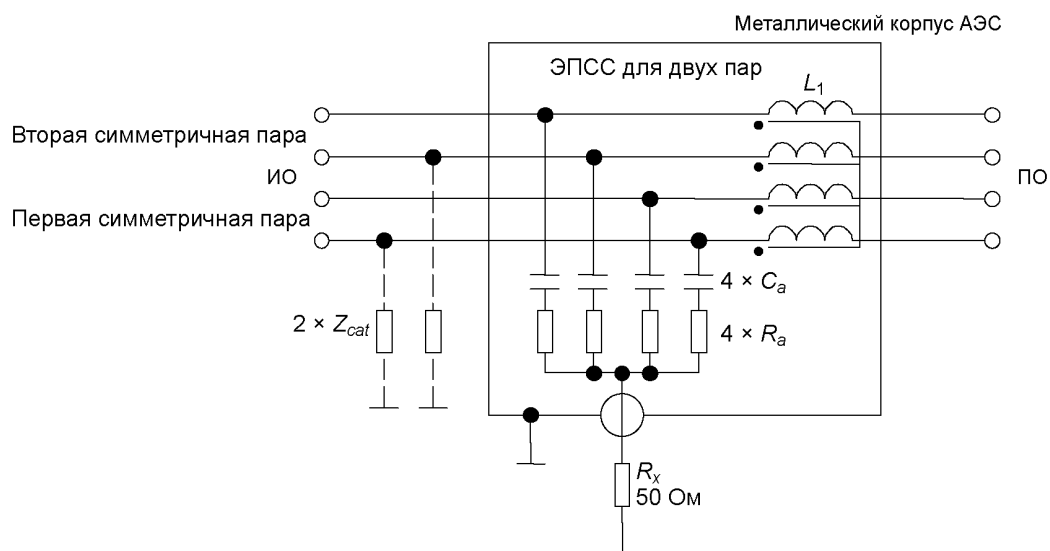 Металлический корпус АЭС
ЭПСС для двух пар
L1
Вторая симметричная пара
ИО
ПО
Первая симметричная пара
4 × Ca
2 × Zcat
4 × Ra
Rx
50 Ом